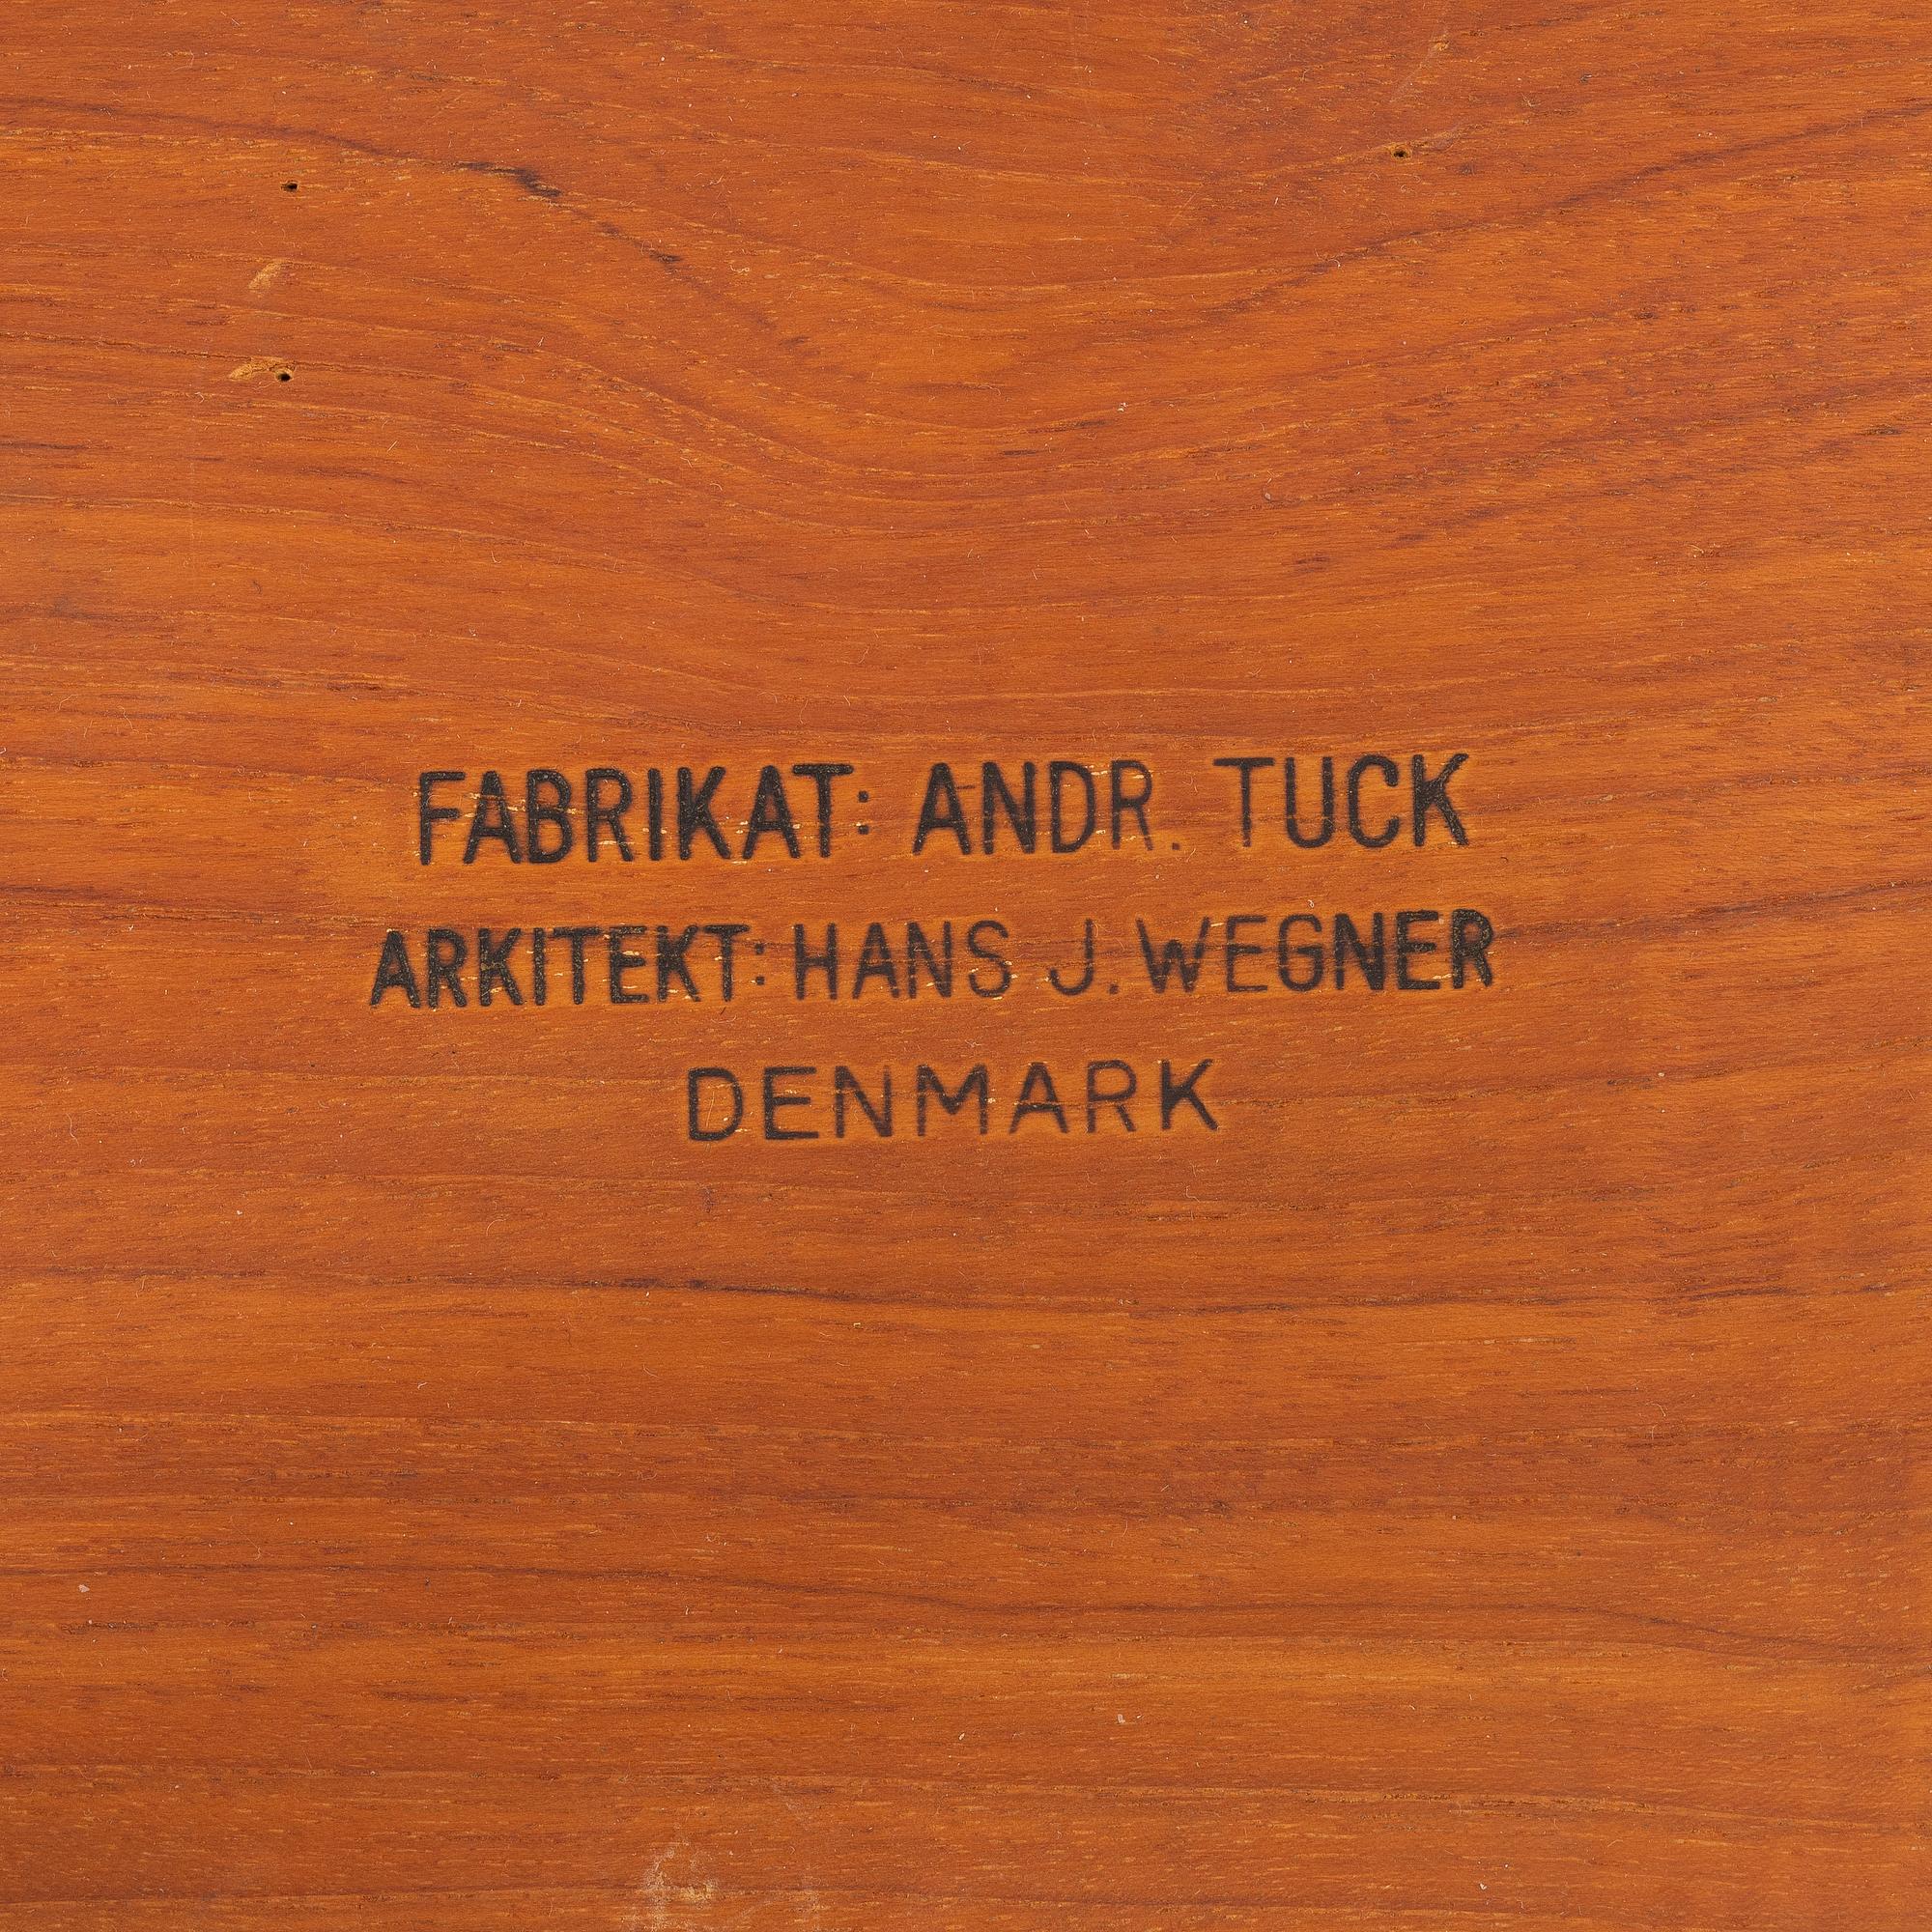 FABRIKAT: ANDR. TUCK
ARKITEKT: HANS J. WEGNER
DENMARK